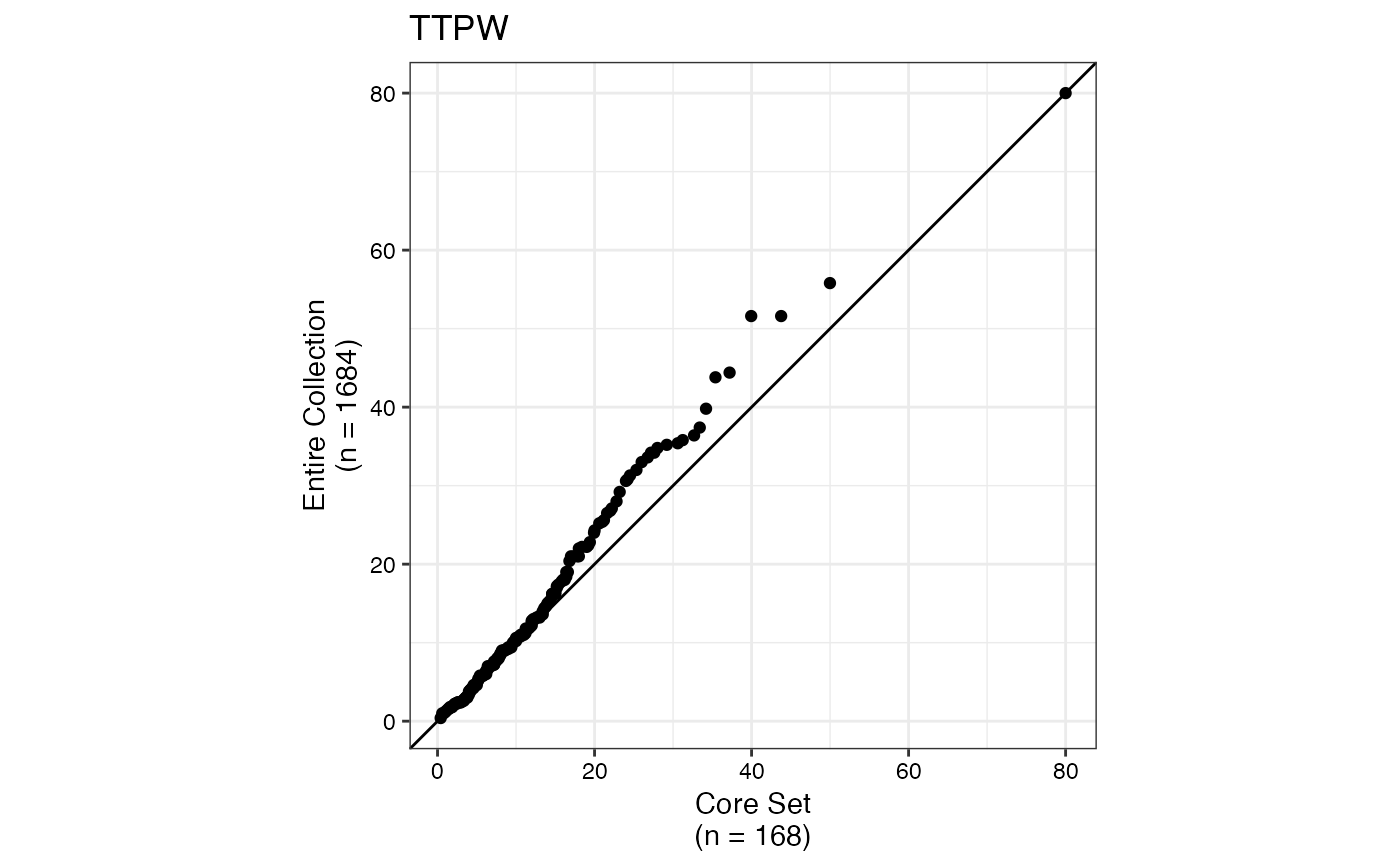 TTPW
80
60
40
20
0
Entire Collection
(n = 1684)
0 20 40 60 80
Core Set
(n = 168)